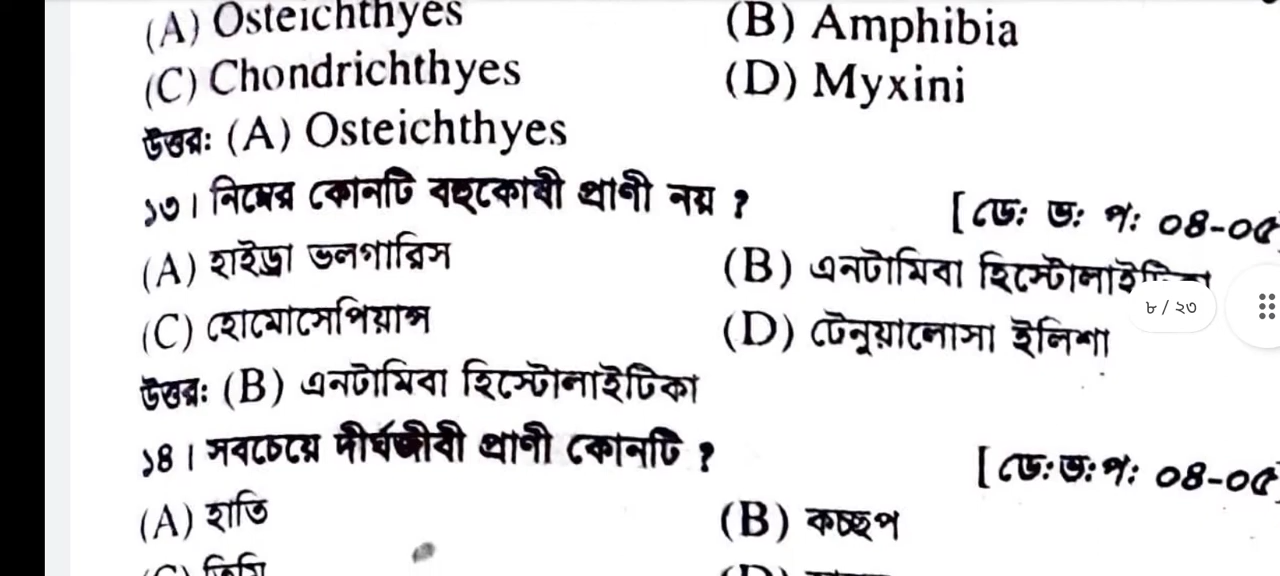 (A) Osteichthyes (B) Amphibia
(C) Chondrichthyes (D) Myxini
উত্তর: (A) Osteichthyes
১৩। নিম্নের কোনটি বহুকোষী প্রাণী নয় ? [ডে: ভ: প: ০৪-০৫
(A) হাইড্রা ভলগারিস (B) এনটামিবা হিস্টোলাইটিকা
৮ / ২৩
(C) হোমোসেপিয়ান্স (D) টেনুয়ালোসা ইলিশা
উত্তর: (B) এনটামিবা হিস্টোলাইটিকা
১৪। সবচেয়ে দীর্ঘজীবী প্রাণী কোনটি ? [ডে:ভ:প: ০৪-০৫
(A) হাতি (B) কচ্ছপ
(C) তিমি (D)